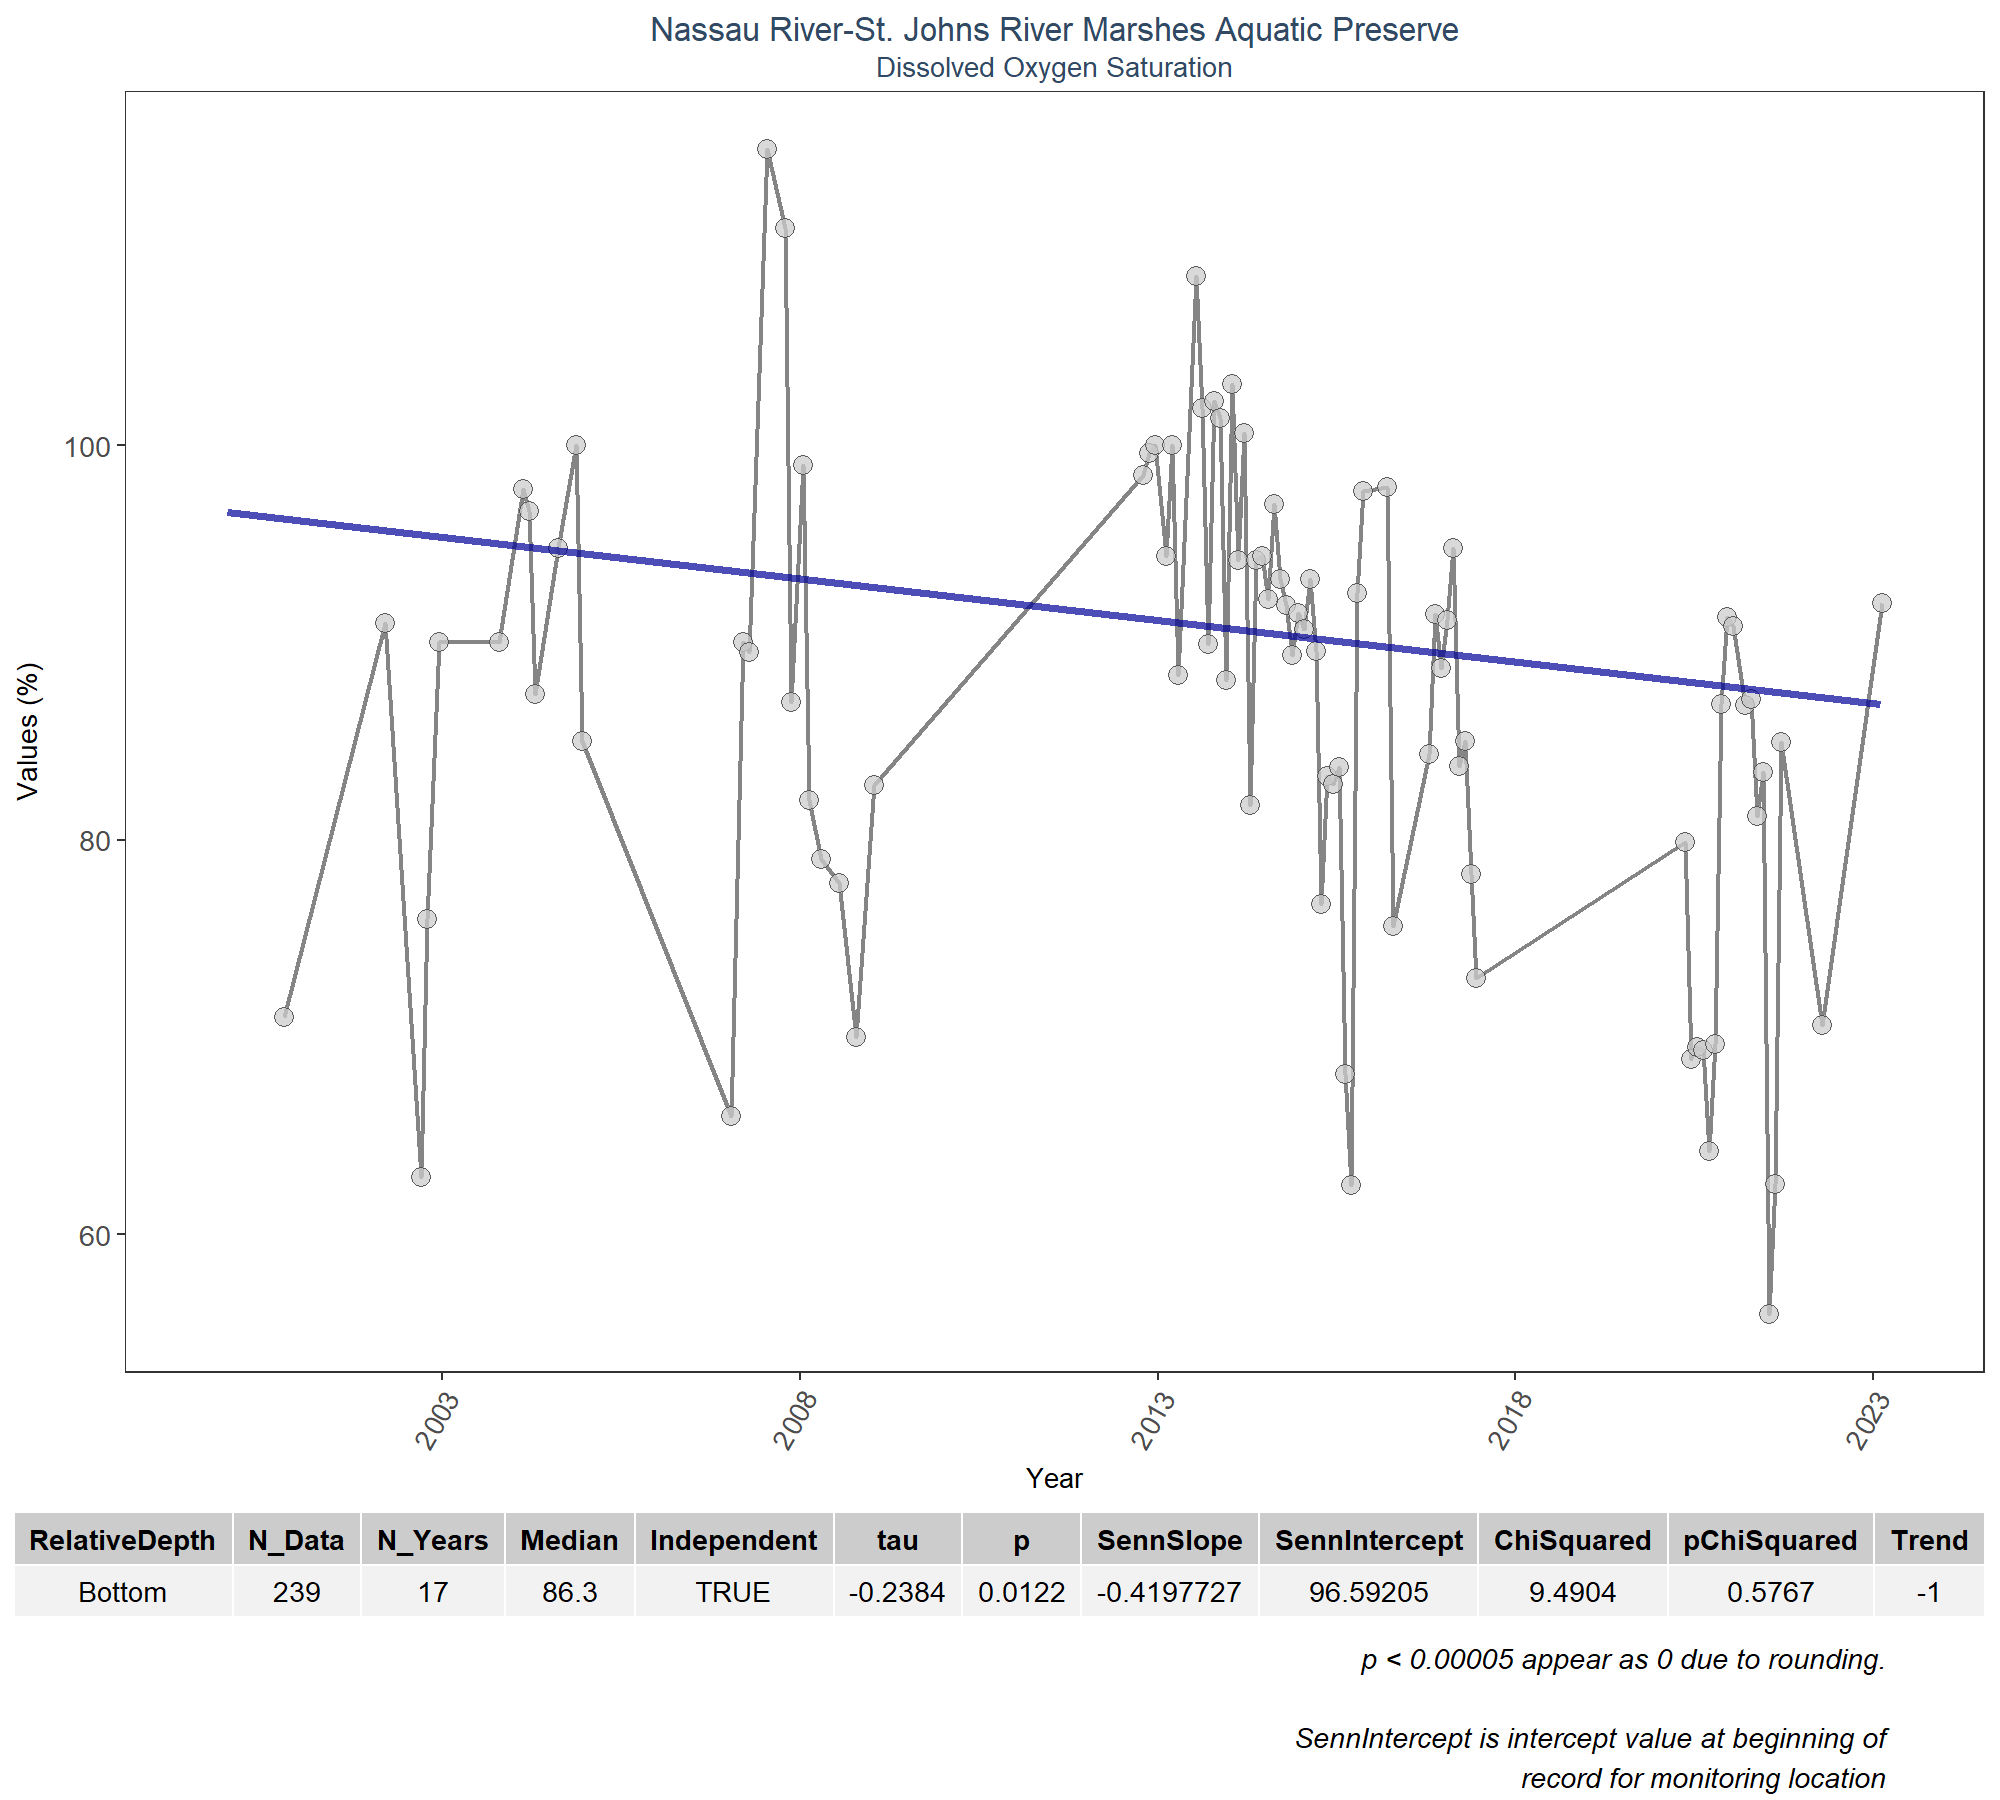 Nassau River-St. Johns River Marshes Aquatic Preserve
Dissolved Oxygen Saturation
100
80
60
Values (%)
2003 2008 2013 2018 2023
Year
RelativeDepth N_Data N_Years Median Independent tau p SennSlope SennIntercept ChiSquared pChiSquared Trend
Bottom 239 17 86.3 TRUE -0.2384 0.0122 -0.4197727 96.59205 9.4904 0.5767 -1
p < 0.00005 appear as 0 due to rounding.
SennIntercept is intercept value at beginning of
record for monitoring location